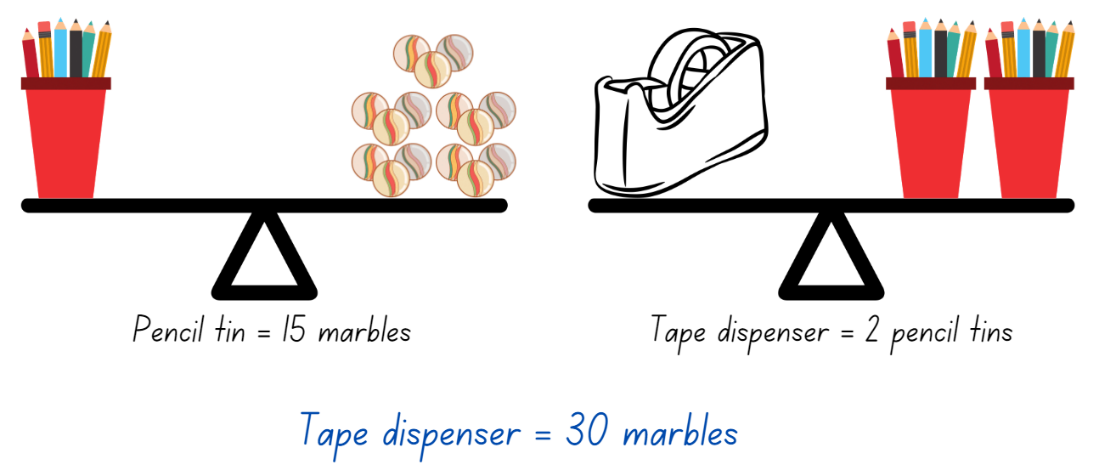 Pencil tin = 15 marbles
Tape dispenser = 2 pencil tins
Tape dispenser = 30 marbles